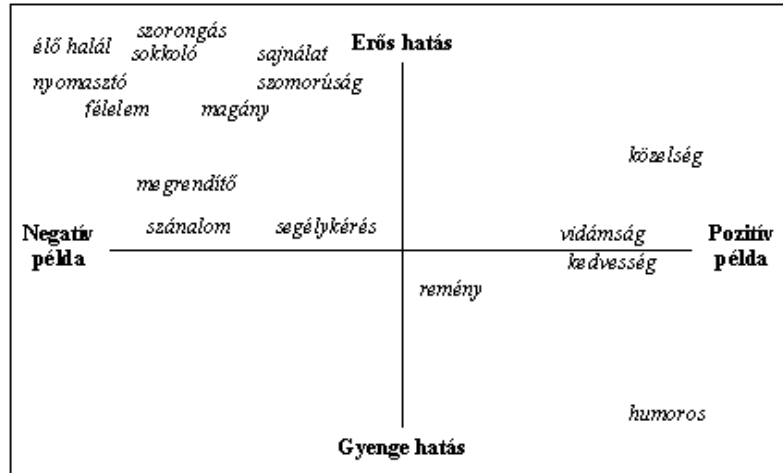 szorongás
élő halál sokkoló sajnálat Erős hatás
nyomasztó szomorúság
félelem magány
közelség
megrendítő
szánalom segélykérés
Negatív példa vidámság Pozitív példa
kedvesség
remény
humoros
Gyenge hatás